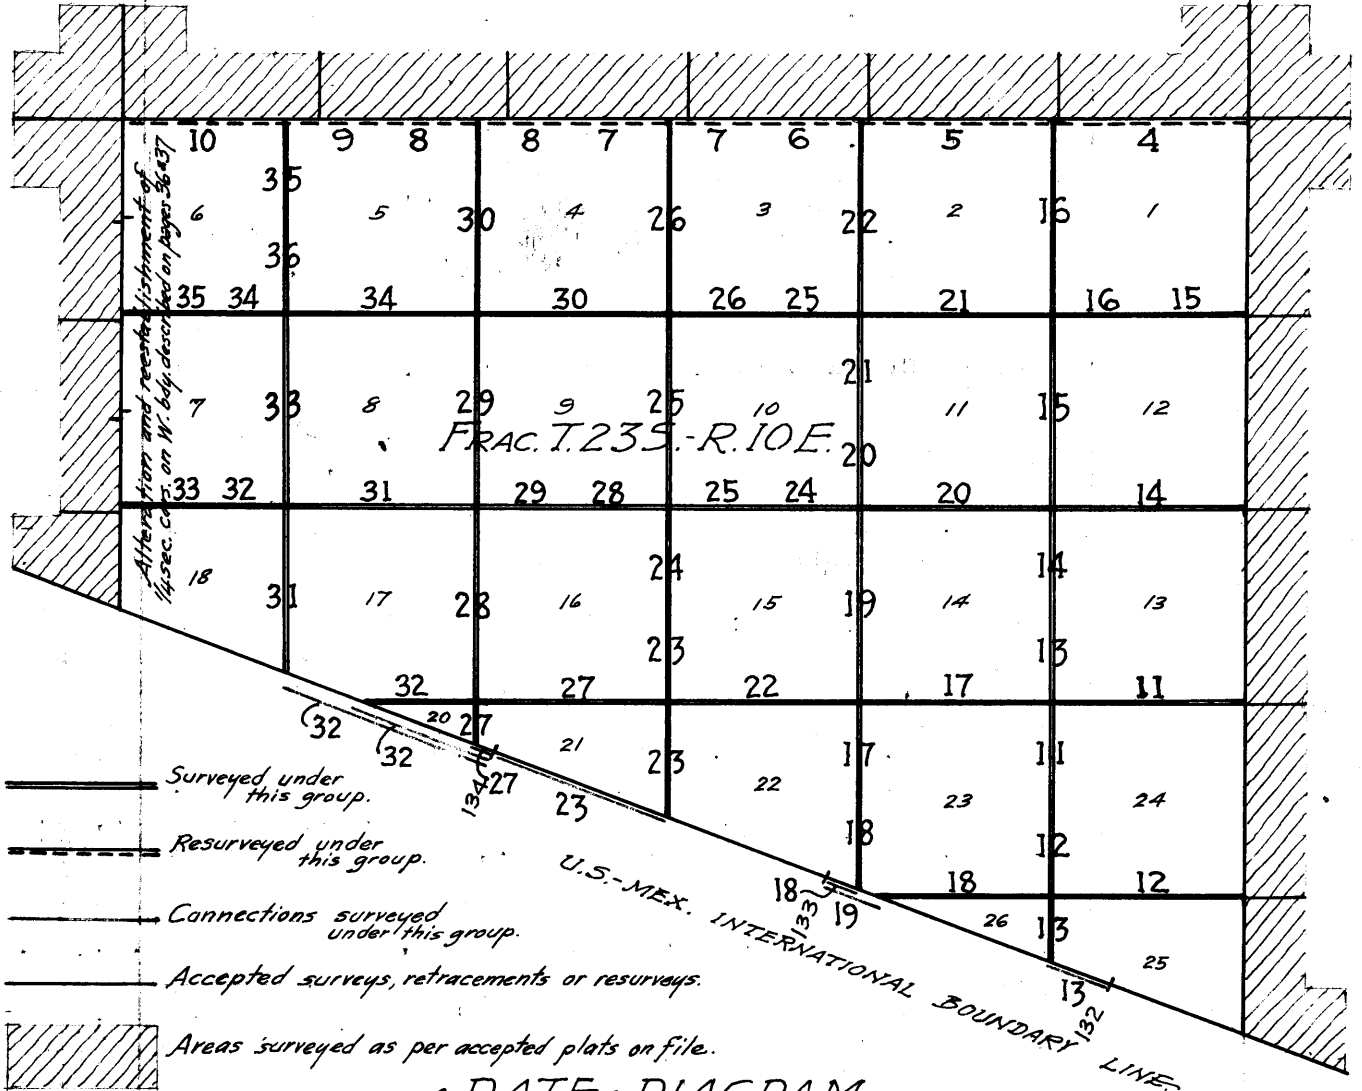 10 9 8 8 7 7 6 5 4
35
6 5 30 4 26 3 22 2 16 1
36
35 34 34 30 26 25 21 16 15
21
7 33 8 29 9 25 10 11 15 12
FRAC. T.23S.-R.10E.
20
33 32 31 29 28 25 24 20 14
24 14
18 31 17 28 16 15 19 14 13
23 13
32 27 22 17 11
Alteration and reestablishment of
1/4 sec. cors. on W. bdy. described on pages 36 & 37
32 20 27 21 23 17 11
32 22 23 24
134 27 23
18 12
18 12
18 133 19 26 13
25
13 132
U.S.-MEX. INTERNATIONAL BOUNDARY LINE.
Surveyed under
this group.
Resurveyed under
this group.
Connections surveyed
under this group.
Accepted surveys, retracements or resurveys.
Areas surveyed as per accepted plats on file.
DATE DIAGRAM